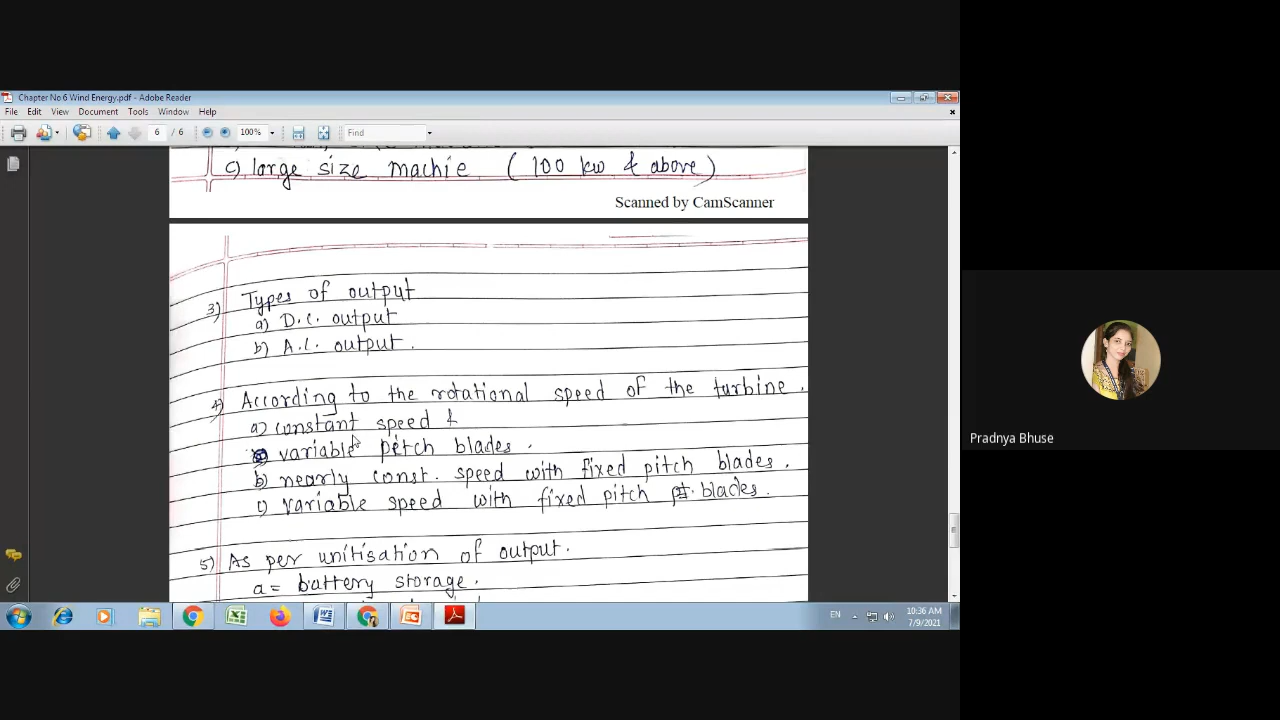 Chapter No 6 Wind Energy.pdf - Adobe Reader
File Edit View Document Tools Window Help
6 / 6 100% Find
c) large size machie ( 100 kw & above)
Scanned by CamScanner
3) Types of output
a) D.C. output
b) A.C. output.
4) According to the rotational speed of the turbine.
a) constant speed &
variable pitch blades.
b) nearly const. speed with fixed pitch blades.
c) variable speed with fixed pitch blades.
5) As per unitisation of output.
a = battery storage.
Pradnya Bhuse
EN
10:36 AM
7/9/2021